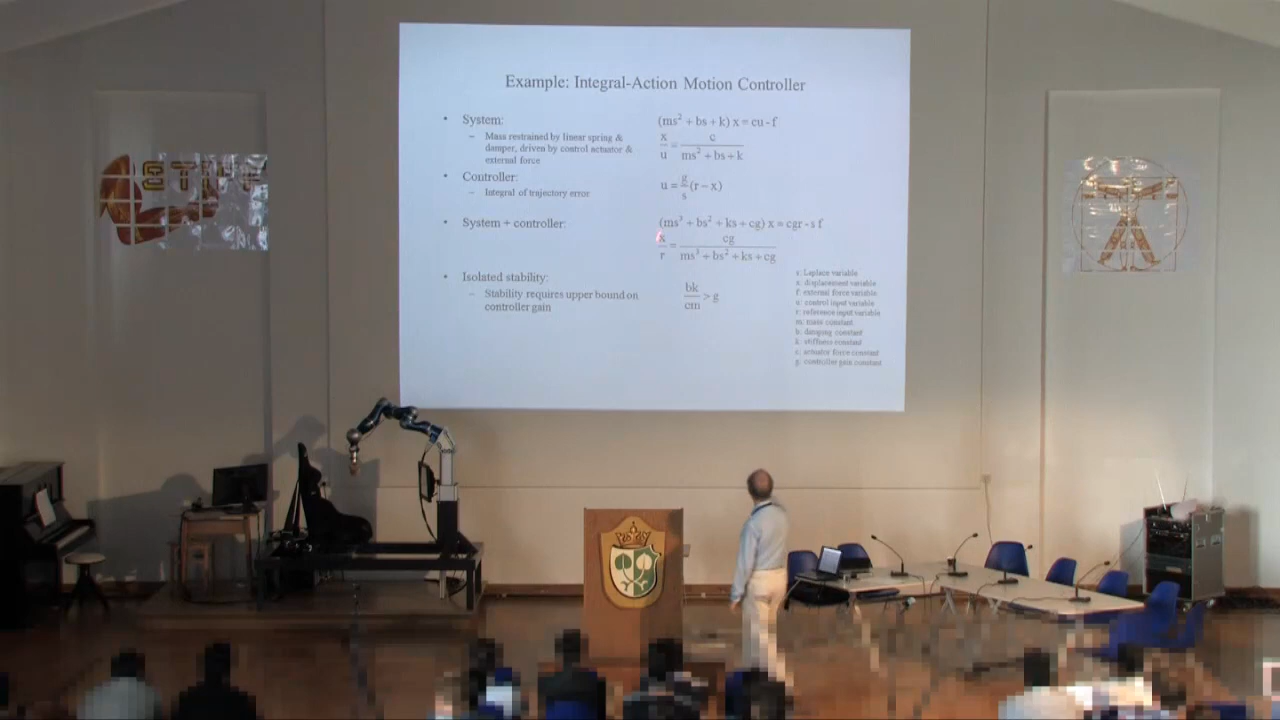 STIFF
Example: Integral-Action Motion Controller
• System:
(ms² + bs + k) x = cu - f
– Mass restrained by linear spring &
damper, driven by control actuator &
external force
x/u = c/(ms² + bs + k)
• Controller:
– Integral of trajectory error
u = g/s (r – x)
• System + controller:
(ms³ + bs² + ks + cg) x = cgr - s f
x/r = cg/(ms³ + bs² + ks + cg)
• Isolated stability:
– Stability requires upper bound on
controller gain
bk/cm > g
s: Laplace variable
x: displacement variable
f: external force variable
u: control input variable
r: reference input variable
m: mass constant
b: damping constant
k: stiffness constant
c: actuator force constant
g: controller gain constant